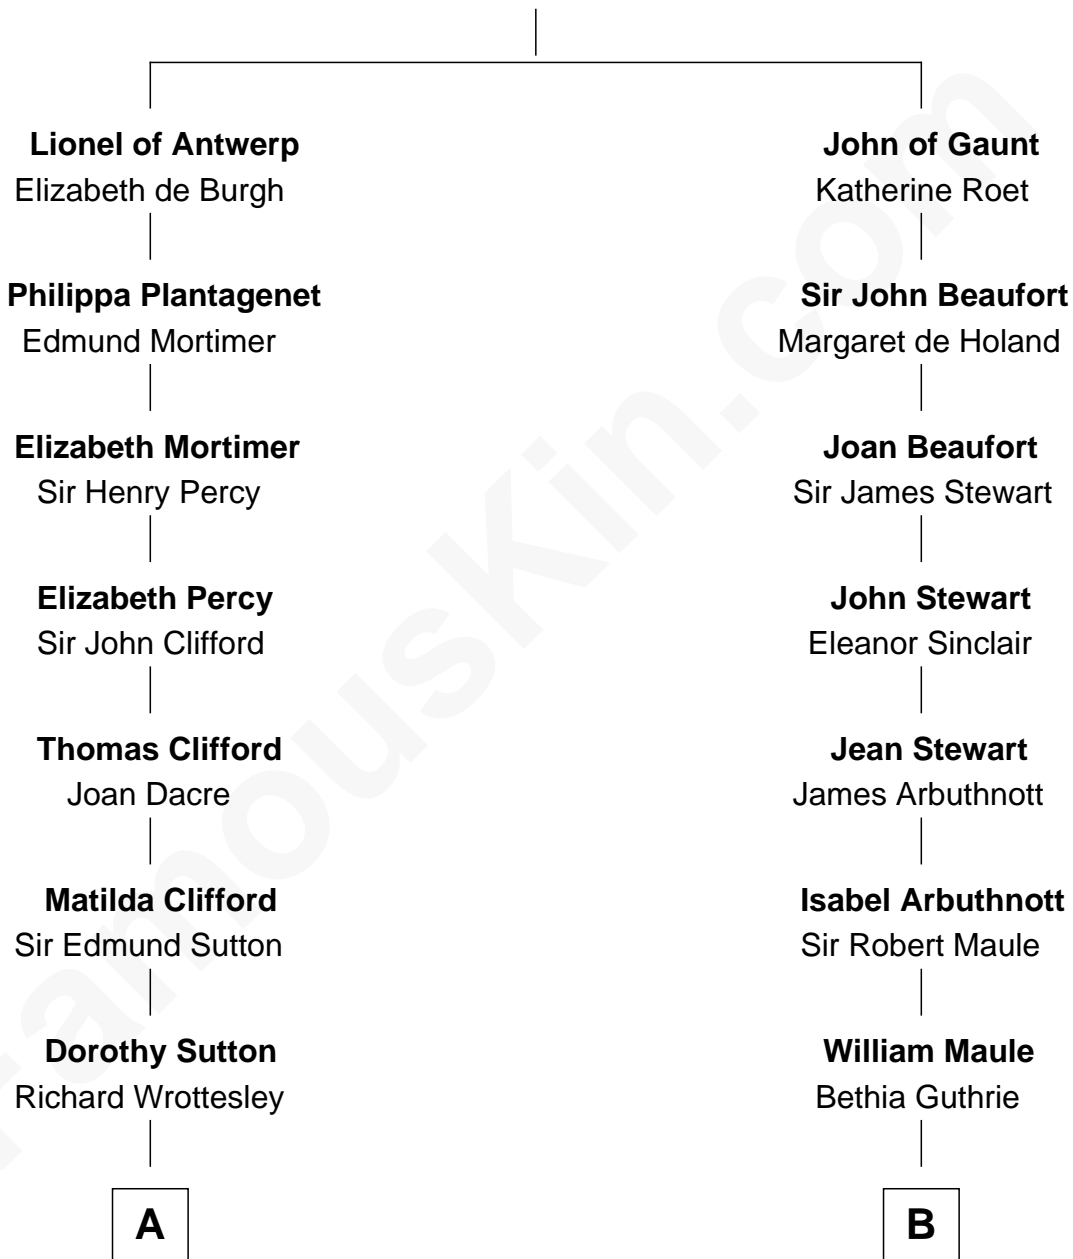 Lionel of Antwerp
Elizabeth de Burgh
Philippa Plantagenet
Edmund Mortimer
Elizabeth Mortimer
Sir Henry Percy
Elizabeth Percy
Sir John Clifford
Thomas Clifford
Joan Dacre
Matilda Clifford
Sir Edmund Sutton
Dorothy Sutton
Richard Wrottesley
A
John of Gaunt
Katherine Roet
Sir John Beaufort
Margaret de Holand
Joan Beaufort
Sir James Stewart
John Stewart
Eleanor Sinclair
Jean Stewart
James Arbuthnott
Isabel Arbuthnott
Sir Robert Maule
William Maule
Bethia Guthrie
B
FamousKin.com